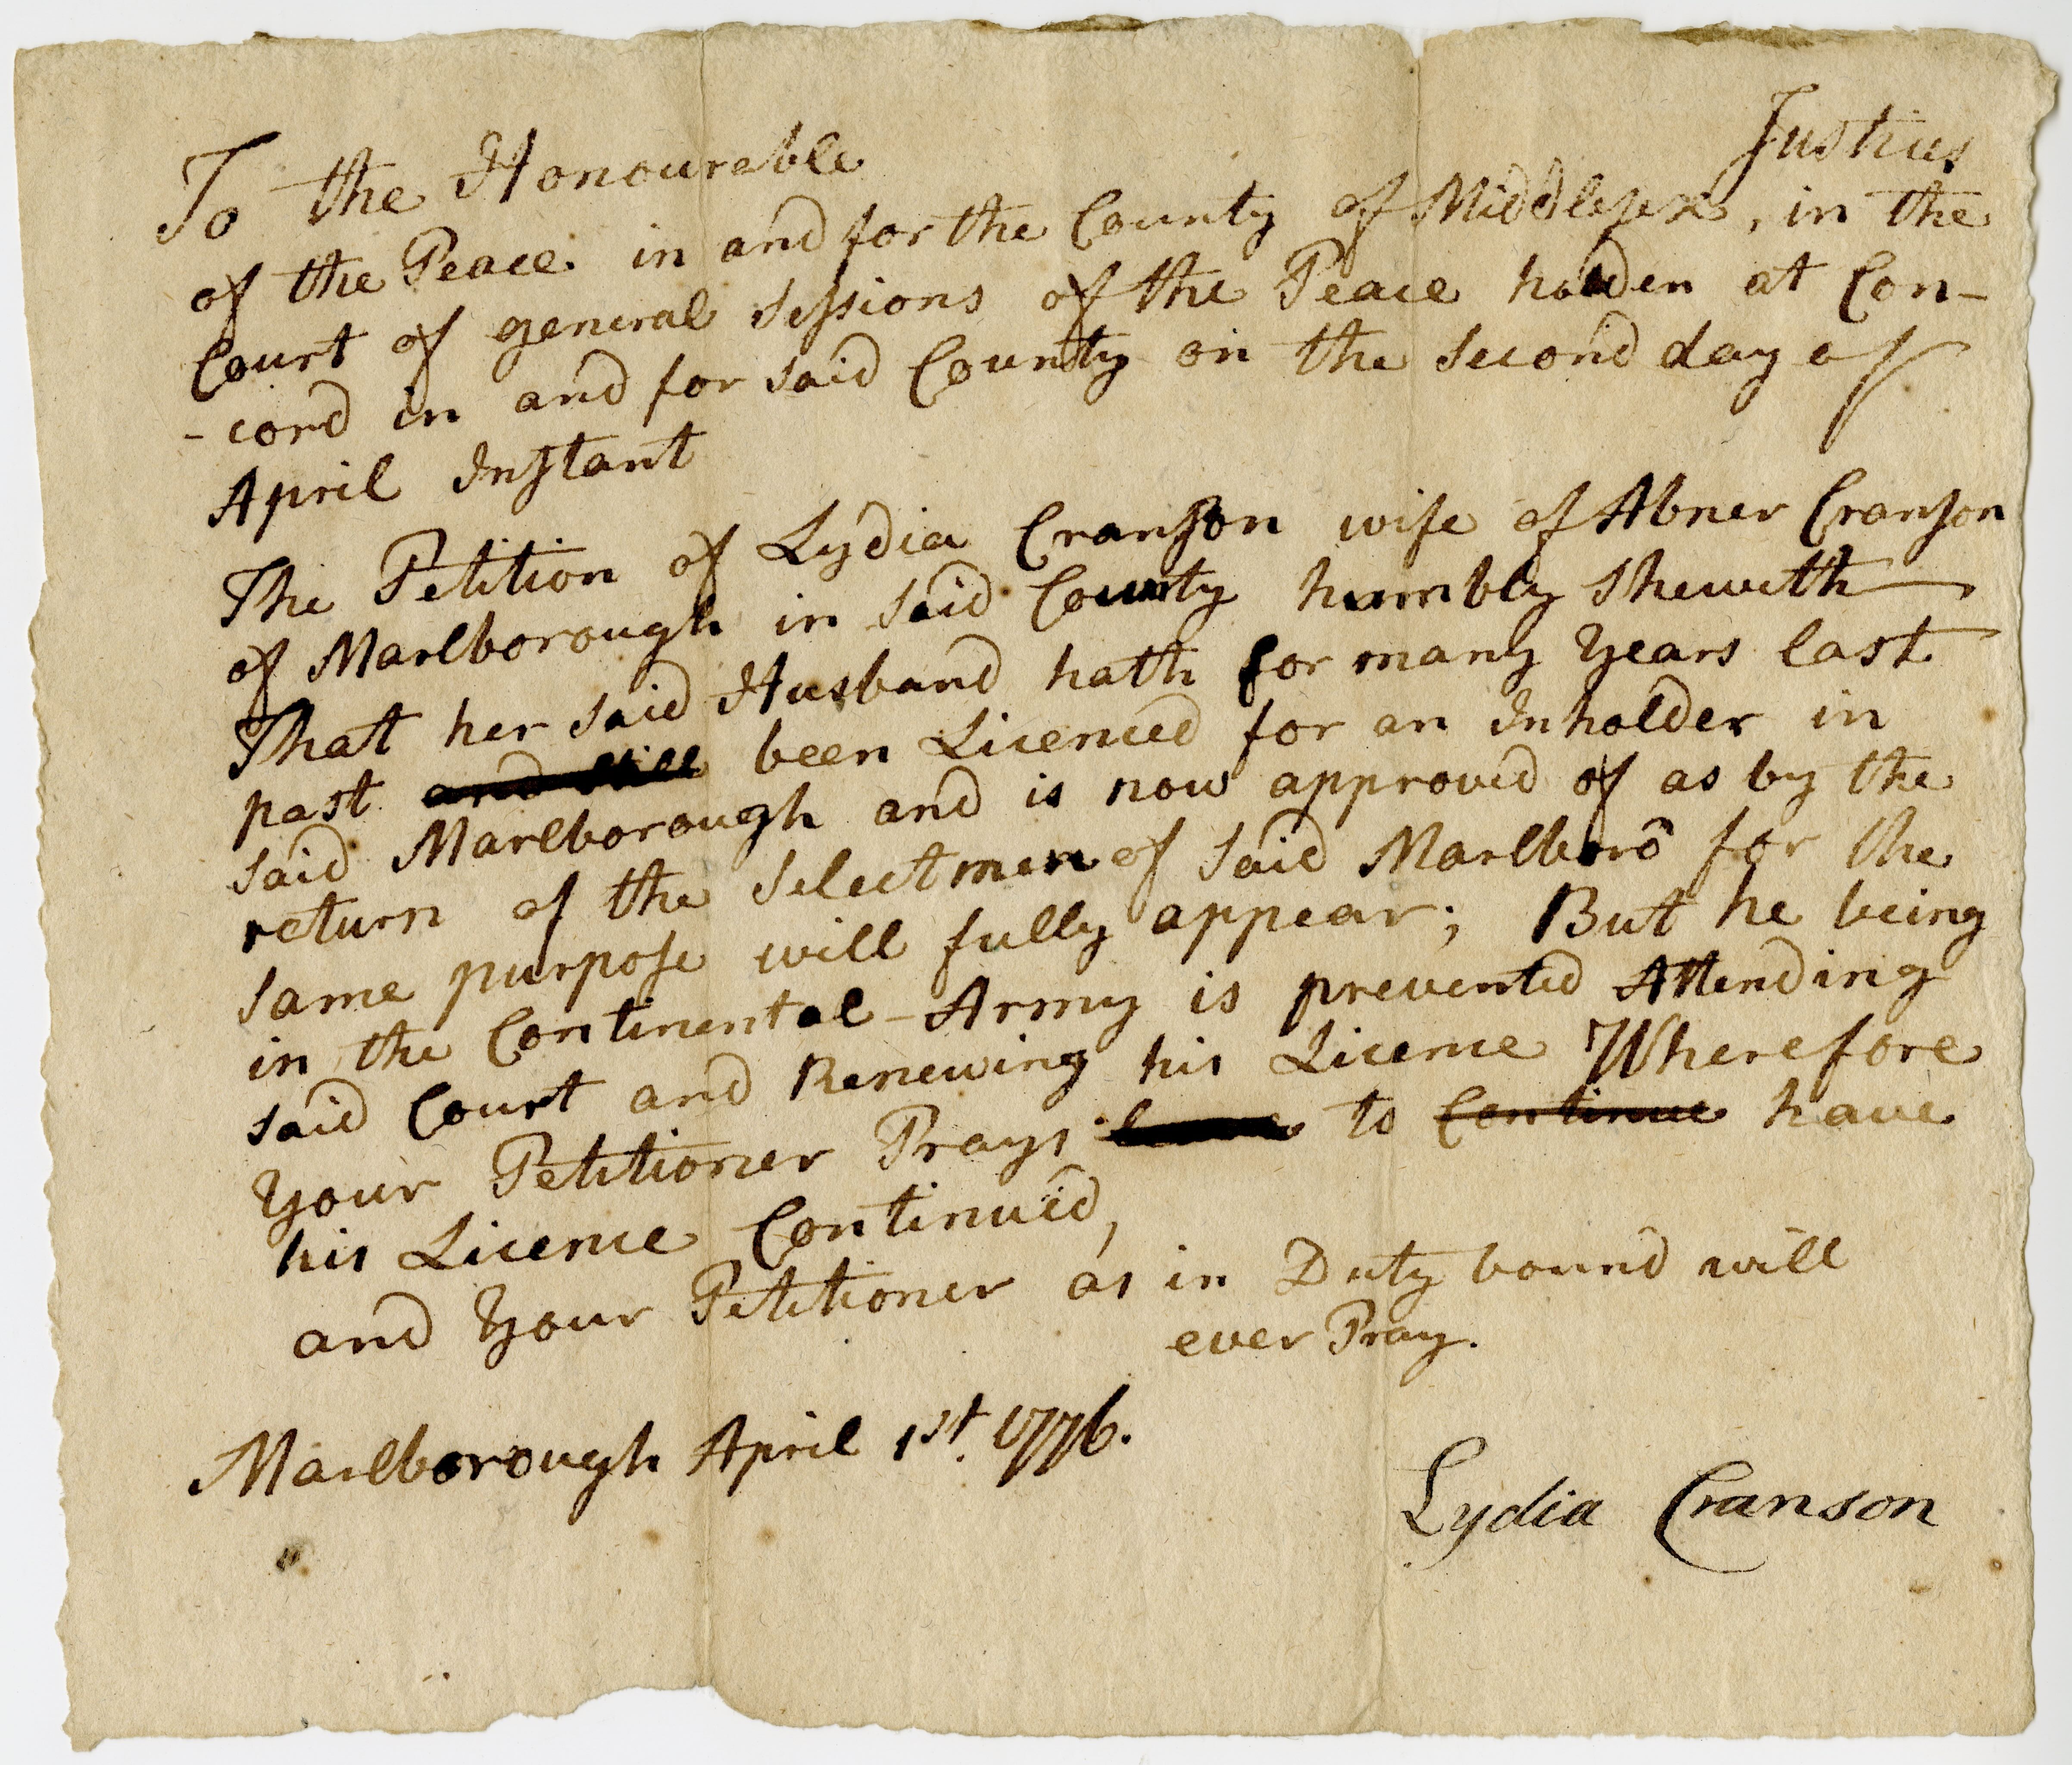 To the Honourable Justices
of the Peace in and for the County of Middlesex, in the
Court of general Sessions of the Peace holden at Con-
-cord in and for said County on the second day of
April Instant
The Petition of Lydia Cranson wife of Abner Cranson
of Marlborough in said County humbly Sheweth
That her said Husband hath for many Years last
past and still been Licenced for an Inholder in
said Marlborough and is now approved of as by the
return of the Selectmen of said Marlboro for the
same purpose will fully appear; But he being
in the Continental-Army is prevented Attending
said Court and Renewing his Licence Wherefore
Your Petitioner Prays to Continue have
his Licence Continued,
and Your Petitioner as in Duty bound will
ever Pray.
Marlborough April 1st. 1776.
Lydia Cranson